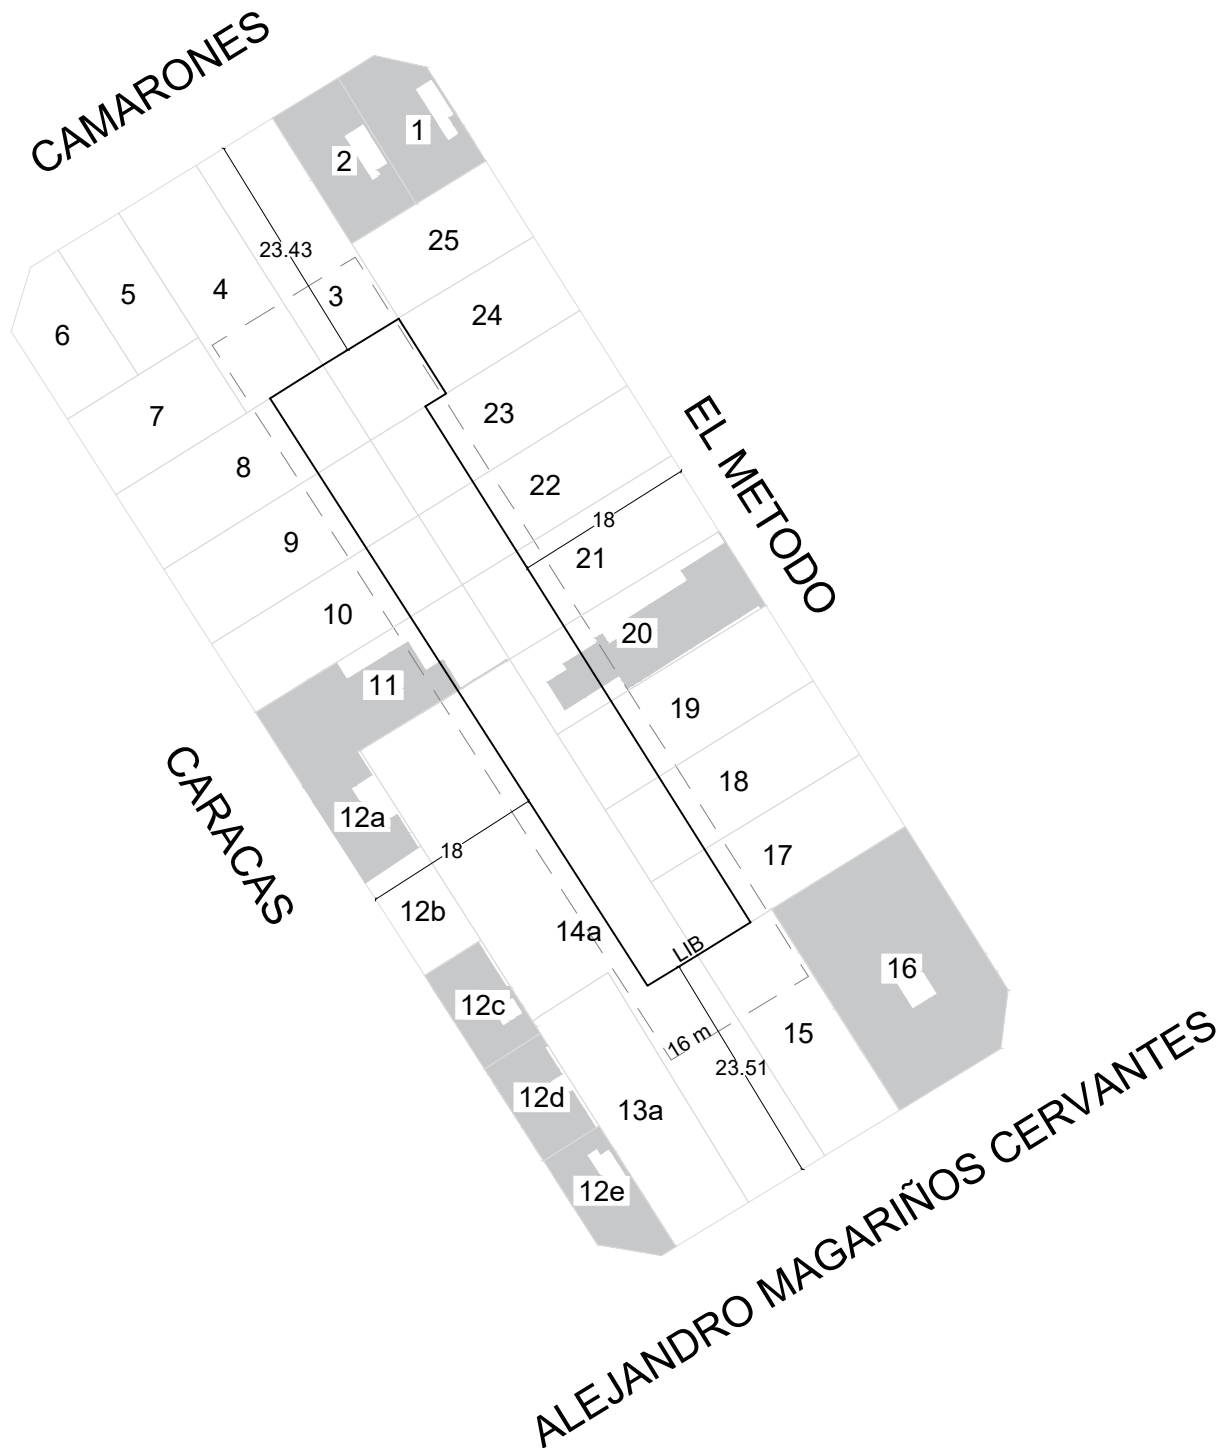 CAMARONES
1
2
25
23.43
3
4
5
6
24
7
23
8
22
EL METODO
18
9
21
10
20
11
19
CARACAS
18
12a
18
17
12b
14a
LIB
16
12c
16 m
15
23.51
12d
13a
12e
ALEJANDRO MAGARIÑOS CERVANTES